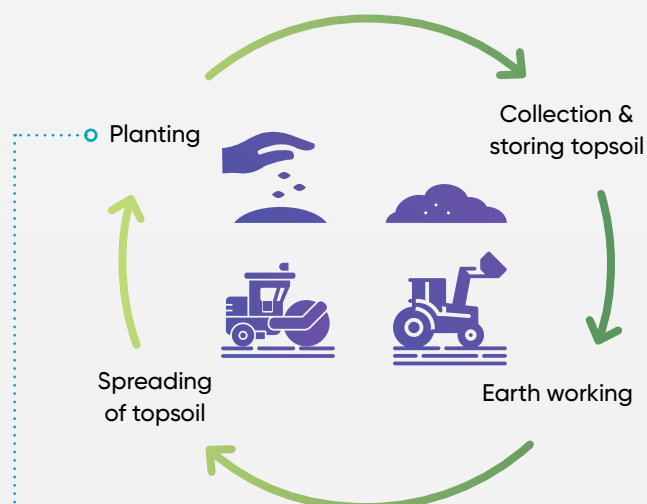 Planting
Collection &
storing topsoil
Spreading
of topsoil
Earth working